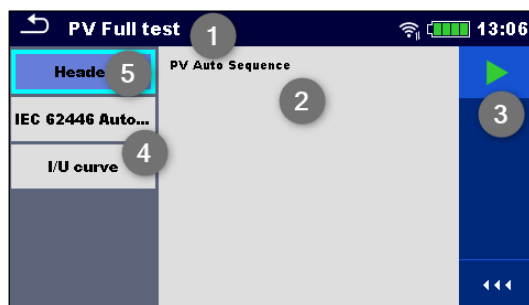 PV Full test
13:06
1
Heade
5
PV Auto Sequence
2
3
IEC 62446 Auto...
4
I/U curve